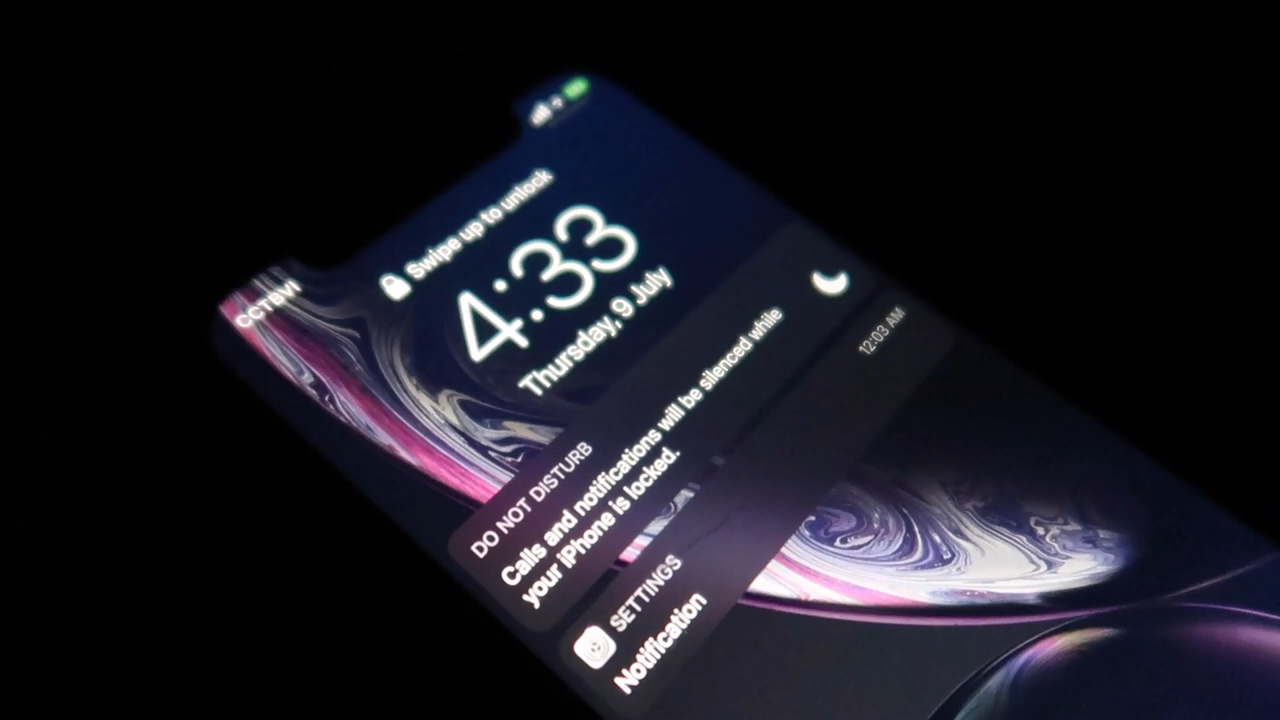 CCTBVI
Swipe up to unlock
4:33
Thursday, 9 July
DO NOT DISTURB
Calls and notifications will be silenced while
your iPhone is locked.
SETTINGS
12:03 AM
Notification